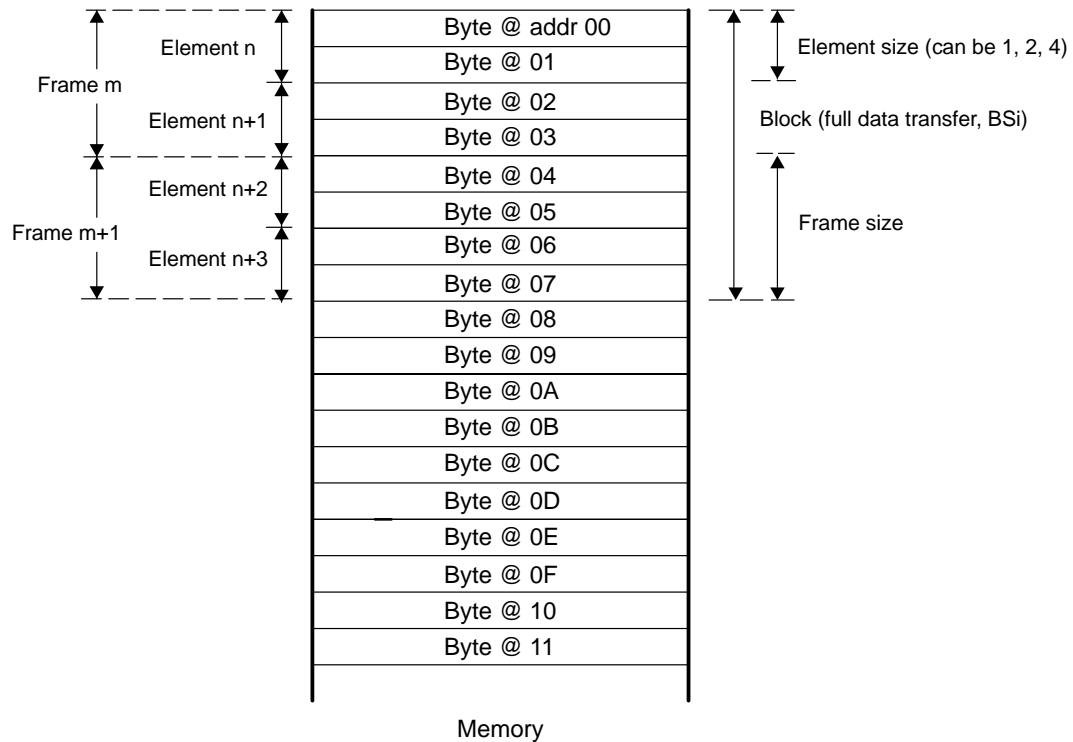 Byte @ addr 00
Element n
Element size (can be 1, 2, 4)
Byte @ 01
Frame m
Byte @ 02
Element n+1
Block (full data transfer, BSi)
Byte @ 03
Byte @ 04
Element n+2
Byte @ 05
Frame size
Frame m+1
Byte @ 06
Element n+3
Byte @ 07
Byte @ 08
Byte @ 09
Byte @ 0A
Byte @ 0B
Byte @ 0C
Byte @ 0D
Byte @ 0E
Byte @ 0F
Byte @ 10
Byte @ 11
Memory